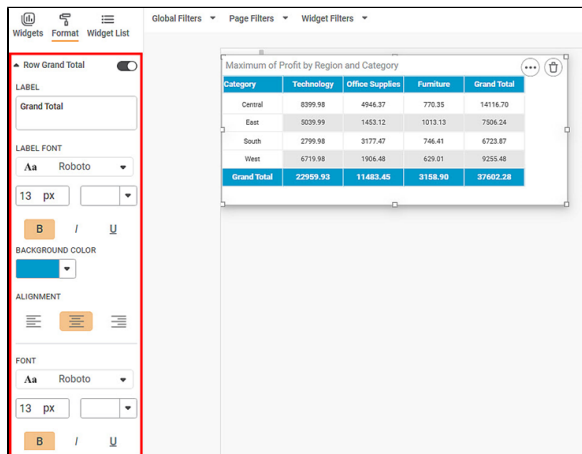 Widgets Format Widget List
Global Filters Page Filters Widget Filters
Row Grand Total
LABEL
Grand Total
LABEL FONT
Aa Roboto
13 px
B I U
BACKGROUND COLOR
ALIGNMENT
FONT
Aa Roboto
13 px
B I U
Maximum of Profit by Region and Category
Category Technology Office Supplies Furniture Grand Total
Central 8399.98 4946.37 770.35 14116.70
East 5039.99 1453.12 1013.13 7506.24
South 2799.98 3177.47 746.41 6723.87
West 6719.98 1906.48 629.01 9255.48
Grand Total 22959.93 11483.45 3158.90 37602.28